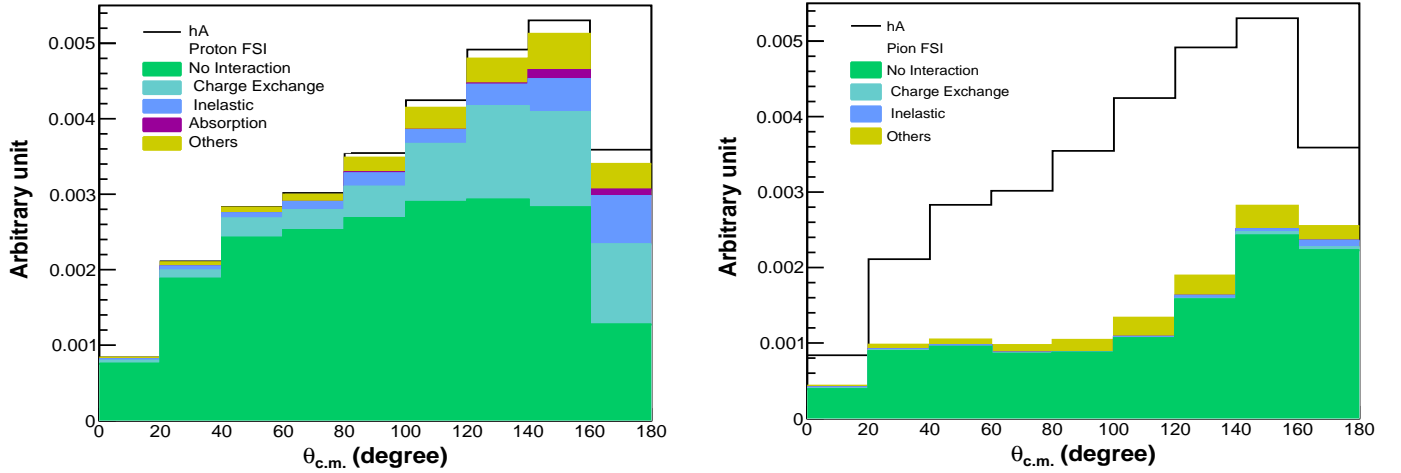 hA
Proton FSI
No Interaction
Charge Exchange
Inelastic
Absorption
Others
Arbitrary unit
0.005
0.004
0.003
0.002
0.001
0
0 20 40 60 80 100 120 140 160 180
θc.m. (degree)
hA
Pion FSI
No Interaction
Charge Exchange
Inelastic
Others
Arbitrary unit
0.005
0.004
0.003
0.002
0.001
0
0 20 40 60 80 100 120 140 160 180
θc.m. (degree)